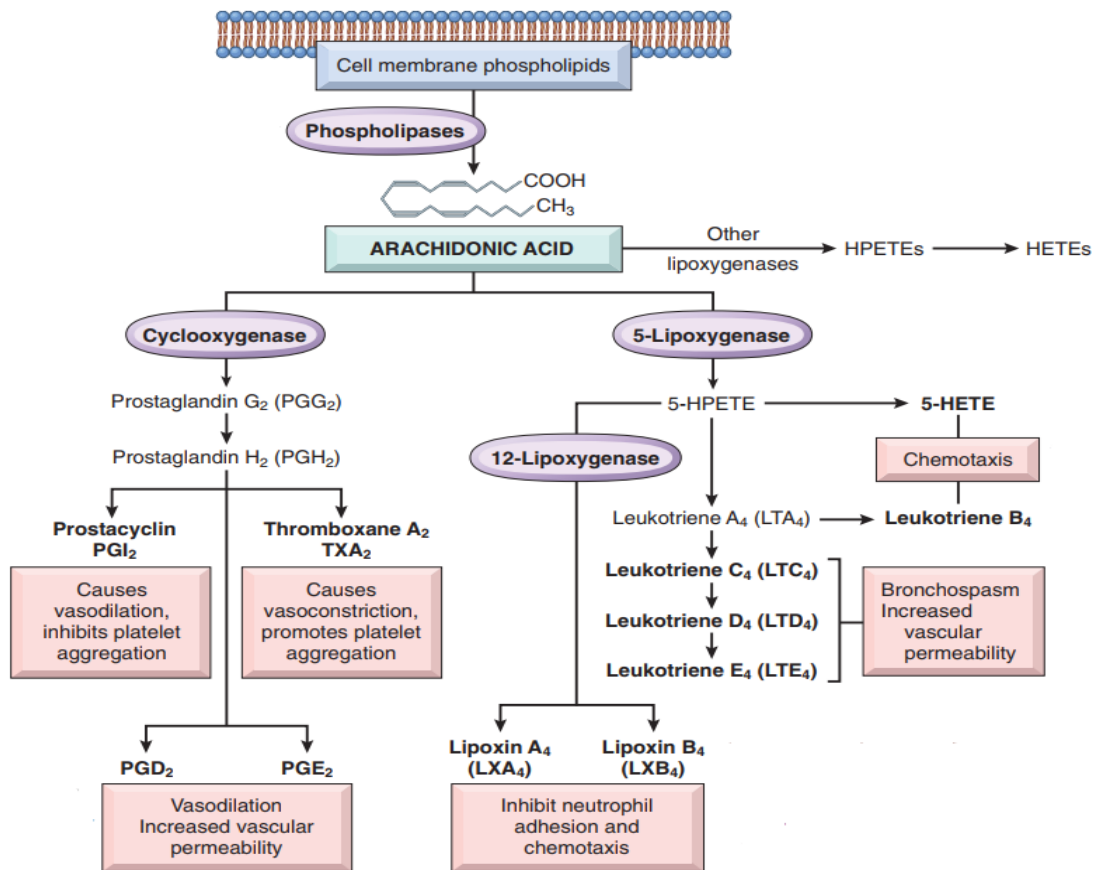 Cell membrane phospholipids
Phospholipases
COOH
CH₃
ARACHIDONIC ACID
Other
lipoxygenases
HPETEs
HETEs
Cyclooxygenase
5-Lipoxygenase
Prostaglandin G₂ (PGG₂)
5-HPETE
5-HETE
Prostaglandin H₂ (PGH₂)
12-Lipoxygenase
Chemotaxis
Prostacyclin
PGI₂
Thromboxane A₂
TXA₂
Leukotriene A₄ (LTA₄)
Leukotriene B₄
Causes
vasodilation,
inhibits platelet
aggregation
Causes
vasoconstriction,
promotes platelet
aggregation
Leukotriene C₄ (LTC₄)
Leukotriene D₄ (LTD₄)
Leukotriene E₄ (LTE₄)
Bronchospasm
Increased
vascular
permeability
PGD₂
PGE₂
Vasodilation
Increased vascular
permeability
Lipoxin A₄
(LXA₄)
Lipoxin B₄
(LXB₄)
Inhibit neutrophil
adhesion and
chemotaxis